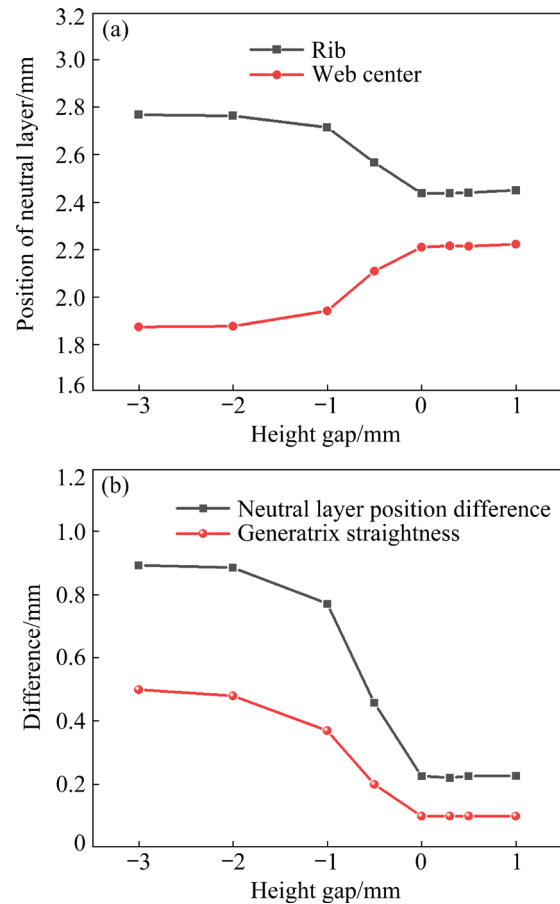 (a)
Rib
Web center
3.2
3.0
2.8
2.6
2.4
2.2
2.0
1.8
1.6
Position of neutral layer/mm
−3 −2 −1 0 1
Height gap/mm
(b)
Neutral layer position difference
Generatrix straightness
1.2
1.0
0.8
0.6
0.4
0.2
0
Difference/mm
−3 −2 −1 0 1
Height gap/mm